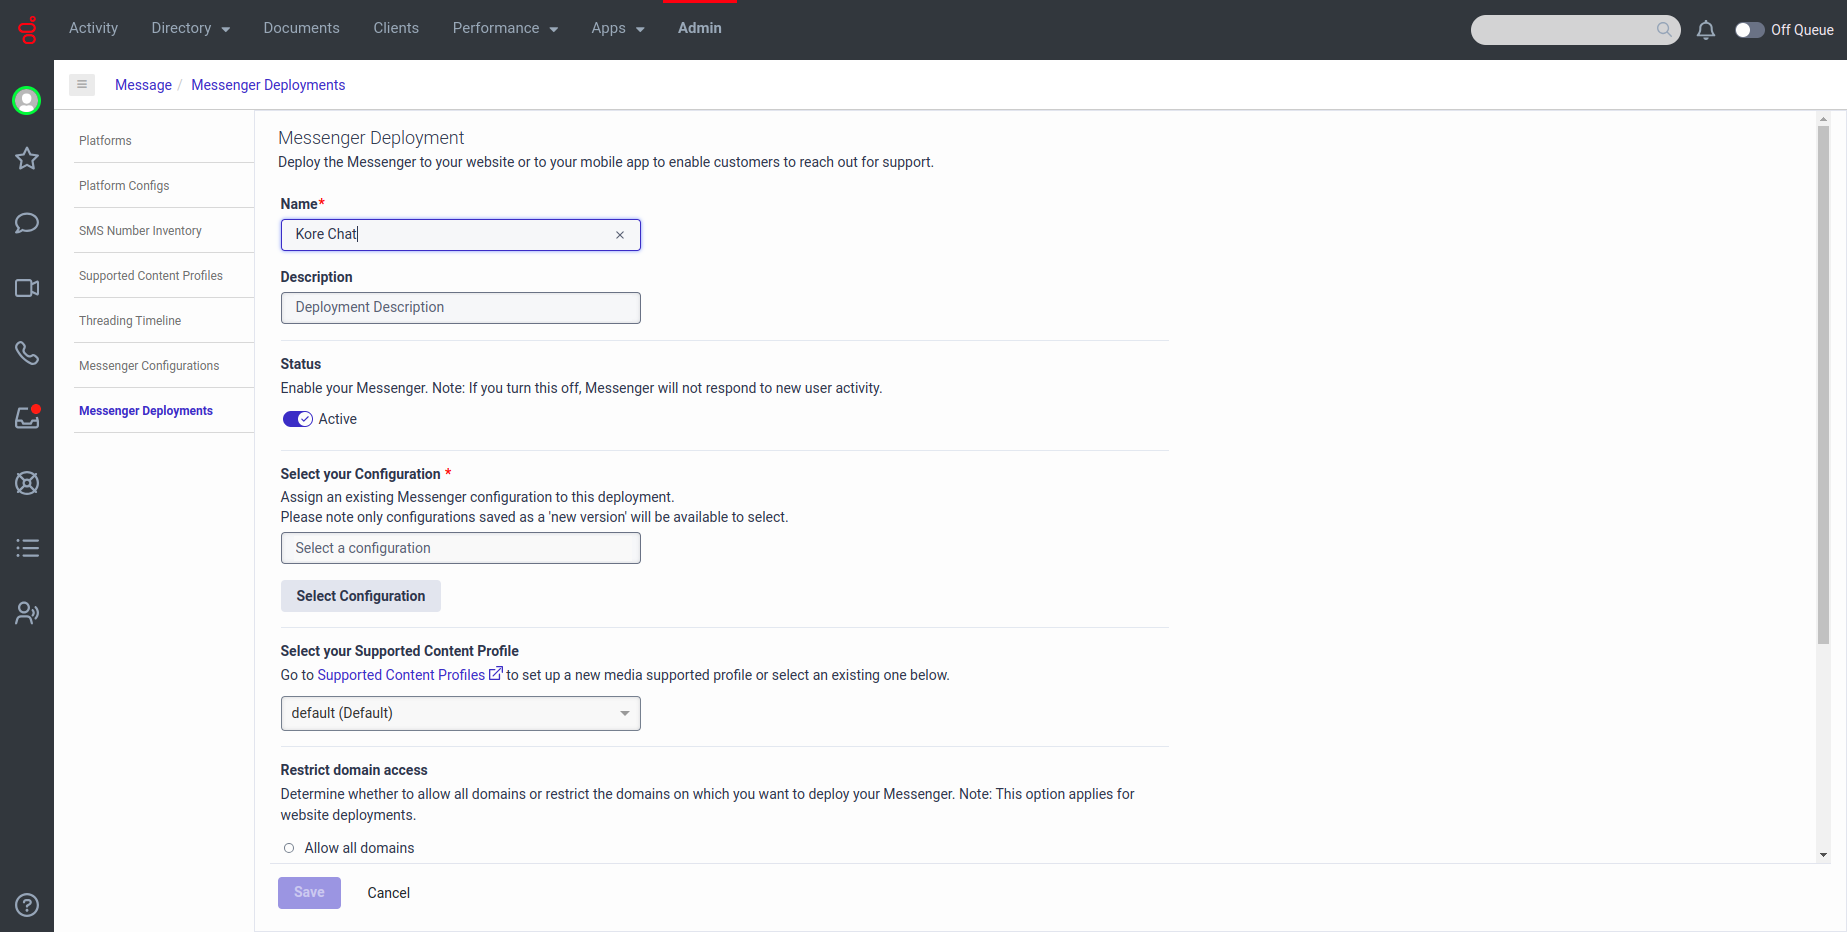 Activity
Directory
Documents
Clients
Performance
Apps
Admin
Off Queue
Message / Messenger Deployments
Platforms
Platform Configs
SMS Number Inventory
Supported Content Profiles
Threading Timeline
Messenger Configurations
Messenger Deployments
Messenger Deployment
Deploy the Messenger to your website or to your mobile app to enable customers to reach out for support.
Name*
Kore Chat
Description
Deployment Description
Status
Enable your Messenger. Note: If you turn this off, Messenger will not respond to new user activity.
Active
Select your Configuration *
Assign an existing Messenger configuration to this deployment.
Please note only configurations saved as a 'new version' will be available to select.
Select a configuration
Select Configuration
Select your Supported Content Profile
Go to Supported Content Profiles to set up a new media supported profile or select an existing one below.
default (Default)
Restrict domain access
Determine whether to allow all domains or restrict the domains on which you want to deploy your Messenger. Note: This option applies for
website deployments.
Allow all domains
Save
Cancel